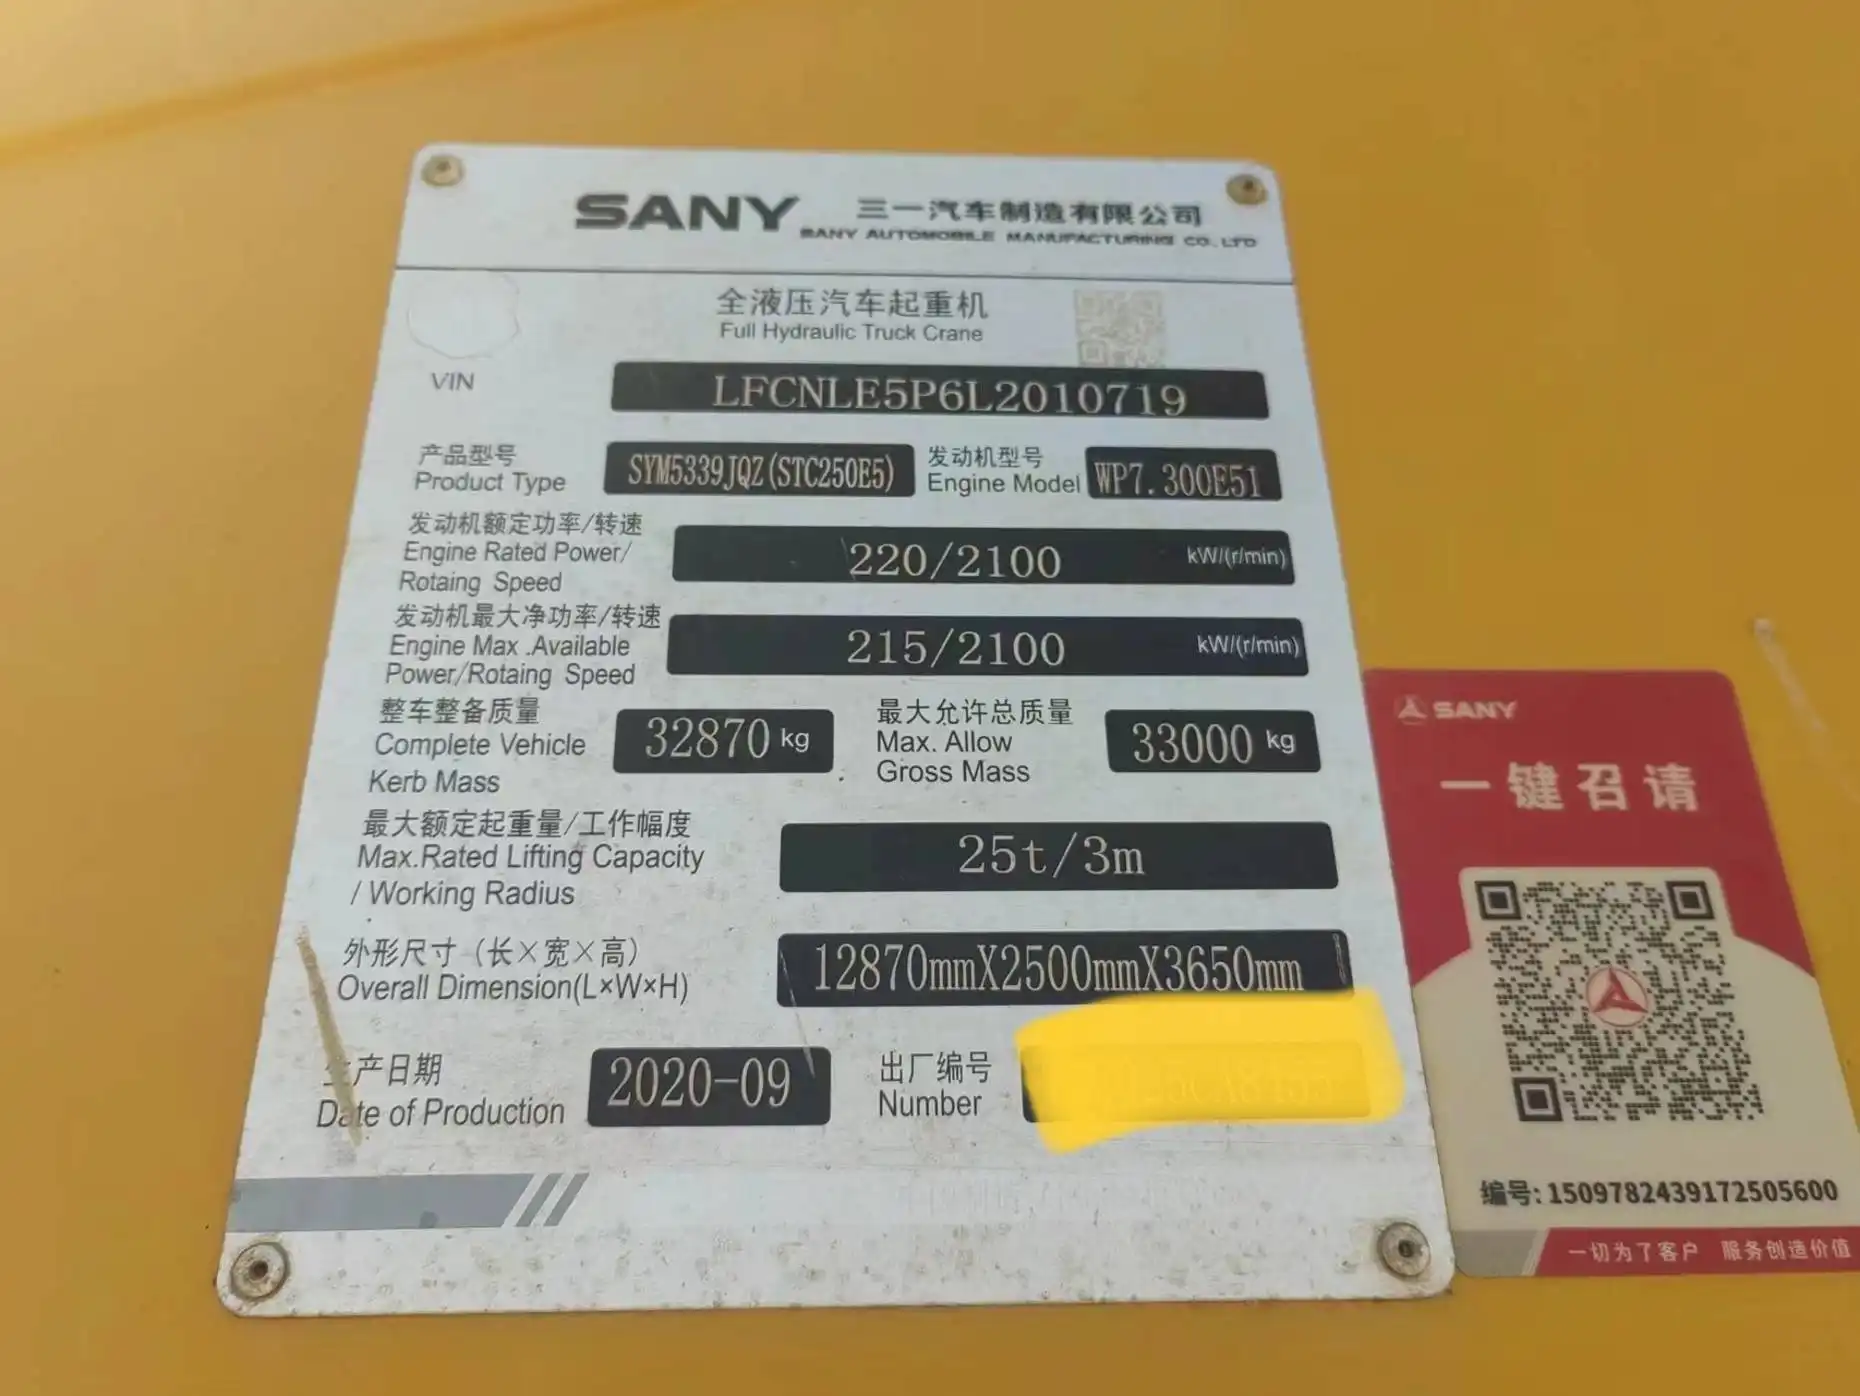 SANY 三一汽车制造有限公司
SANY AUTOMOBILE MANUFACTURING CO.,LTD
全液压汽车起重机
Full Hydraulic Truck Crane
VIN LFCNLE5P6L2010719
产品型号
Product Type SYM5339JQZ(STC250E5)
发动机型号
Engine Model WP7.300E51
发动机额定功率/转速
Engine Rated Power/
Rotaing Speed
220/2100 kW/(r/min)
发动机最大净功率/转速
Engine Max .Available
Power/Rotaing Speed
215/2100 kW/(r/min)
整车整备质量
Complete Vehicle
Kerb Mass
32870 kg
最大允许总质量
Max. Allow
Gross Mass
33000 kg
最大额定起重量/工作幅度
Max.Rated Lifting Capacity
/ Working Radius
25t/3m
外形尺寸（长×宽×高）
Overall Dimension(L×W×H)
12870mmX2500mmX3650mm
生产日期
Date of Production
2020-09
出厂编号
Number
SANY
一键召请
编号: 1509782439172505600
一切为了客户 服务创造价值